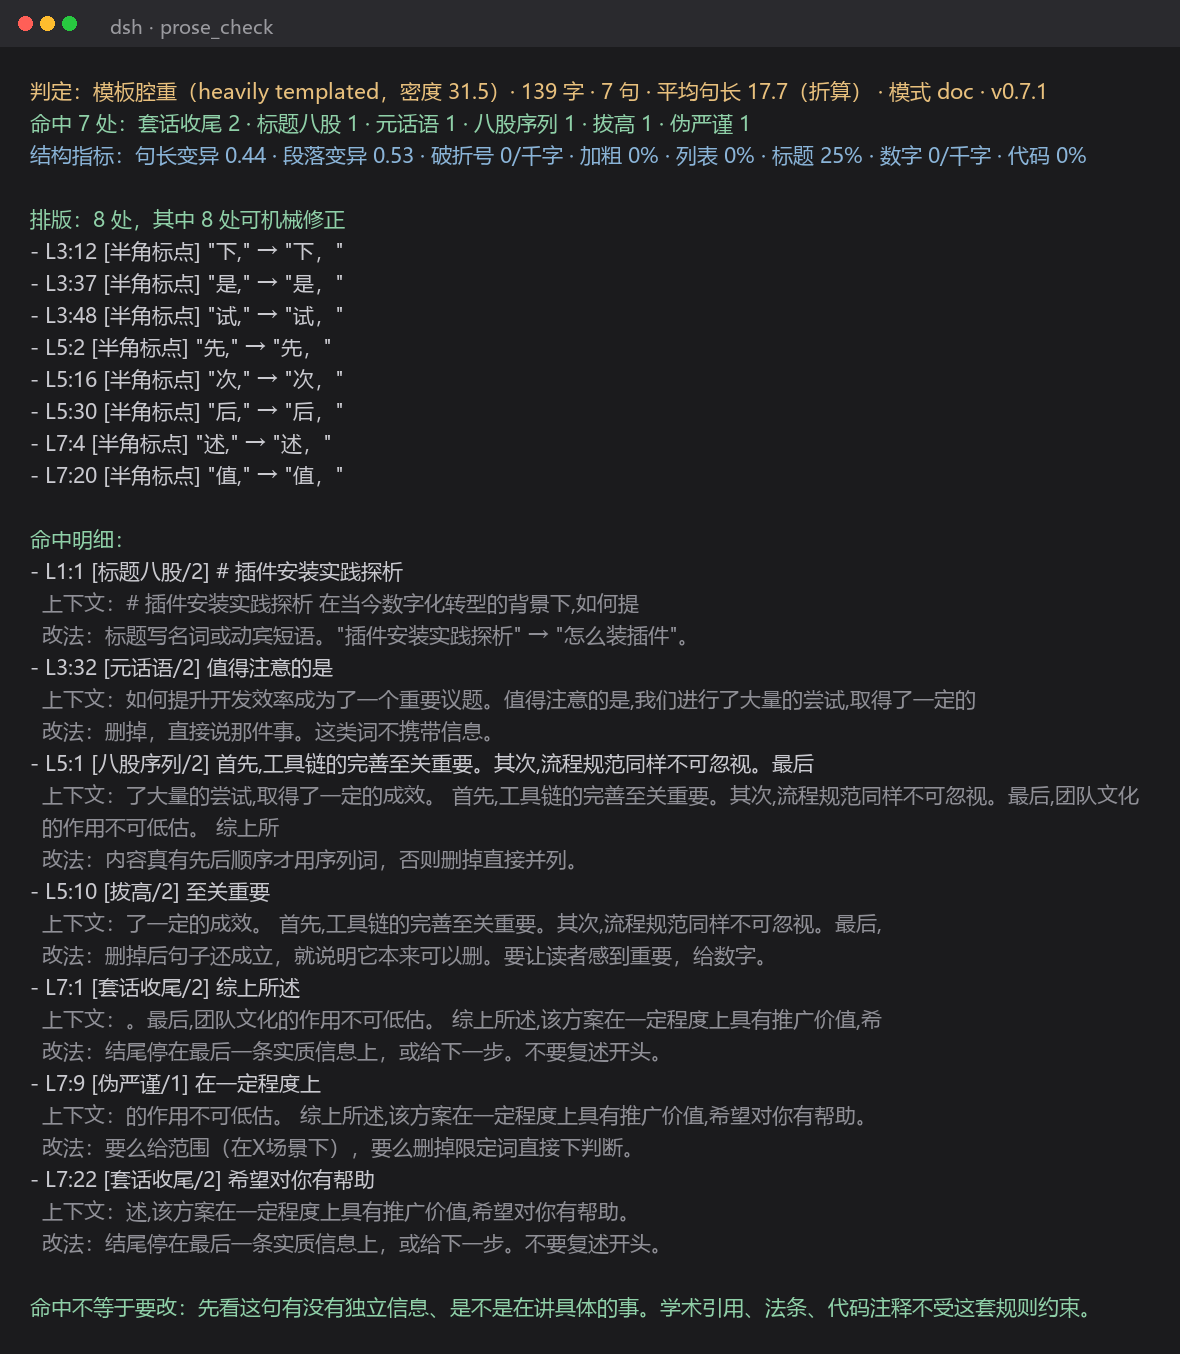 dsh · prose_check
判定：模板腔重（heavily templated，密度 31.5）· 139 字 · 7 句 · 平均句长 17.7（折算） · 模式 doc · v0.7.1
命中 7 处：套话收尾 2 · 标题八股 1 · 元话语 1 · 八股序列 1 · 拔高 1 · 伪严谨 1
结构指标：句长变异 0.44 · 段落变异 0.53 · 破折号 0/千字 · 加粗 0% · 列表 0% · 标题 25% · 数字 0/千字 · 代码 0%
排版：8 处，其中 8 处可机械修正
- L3:12 [半角标点] "下," → "下，"
- L3:37 [半角标点] "是," → "是，"
- L3:48 [半角标点] "试," → "试，"
- L5:2 [半角标点] "先," → "先，"
- L5:16 [半角标点] "次," → "次，"
- L5:30 [半角标点] "后," → "后，"
- L7:4 [半角标点] "述," → "述，"
- L7:20 [半角标点] "值," → "值，"
命中明细：
- L1:1 [标题八股/2] # 插件安装实践探析
上下文：# 插件安装实践探析 在当今数字化转型的背景下,如何提
改法：标题写名词或动宾短语。"插件安装实践探析" → "怎么装插件"。
- L3:32 [元话语/2] 值得注意的是
上下文：如何提升开发效率成为了一个重要议题。值得注意的是,我们进行了大量的尝试,取得了一定的
改法：删掉，直接说那件事。这类词不携带信息。
- L5:1 [八股序列/2] 首先,工具链的完善至关重要。其次,流程规范同样不可忽视。最后
上下文：了大量的尝试,取得了一定的成效。 首先,工具链的完善至关重要。其次,流程规范同样不可忽视。最后,团队文化
的作用不可低估。 综上所
改法：内容真有先后顺序才用序列词，否则删掉直接并列。
- L5:10 [拔高/2] 至关重要
上下文：了一定的成效。 首先,工具链的完善至关重要。其次,流程规范同样不可忽视。最后,
改法：删掉后句子还成立，就说明它本来可以删。要让读者感到重要，给数字。
- L7:1 [套话收尾/2] 综上所述
上下文：。最后,团队文化的作用不可低估。 综上所述,该方案在一定程度上具有推广价值,希
改法：结尾停在最后一条实质信息上，或给下一步。不要复述开头。
- L7:9 [伪严谨/1] 在一定程度上
上下文：的作用不可低估。 综上所述,该方案在一定程度上具有推广价值,希望对你有帮助。
改法：要么给范围（在X场景下），要么删掉限定词直接下判断。
- L7:22 [套话收尾/2] 希望对你有帮助
上下文：述,该方案在一定程度上具有推广价值,希望对你有帮助。
改法：结尾停在最后一条实质信息上，或给下一步。不要复述开头。
命中不等于要改：先看这句有没有独立信息、是不是在讲具体的事。学术引用、法条、代码注释不受这套规则约束。